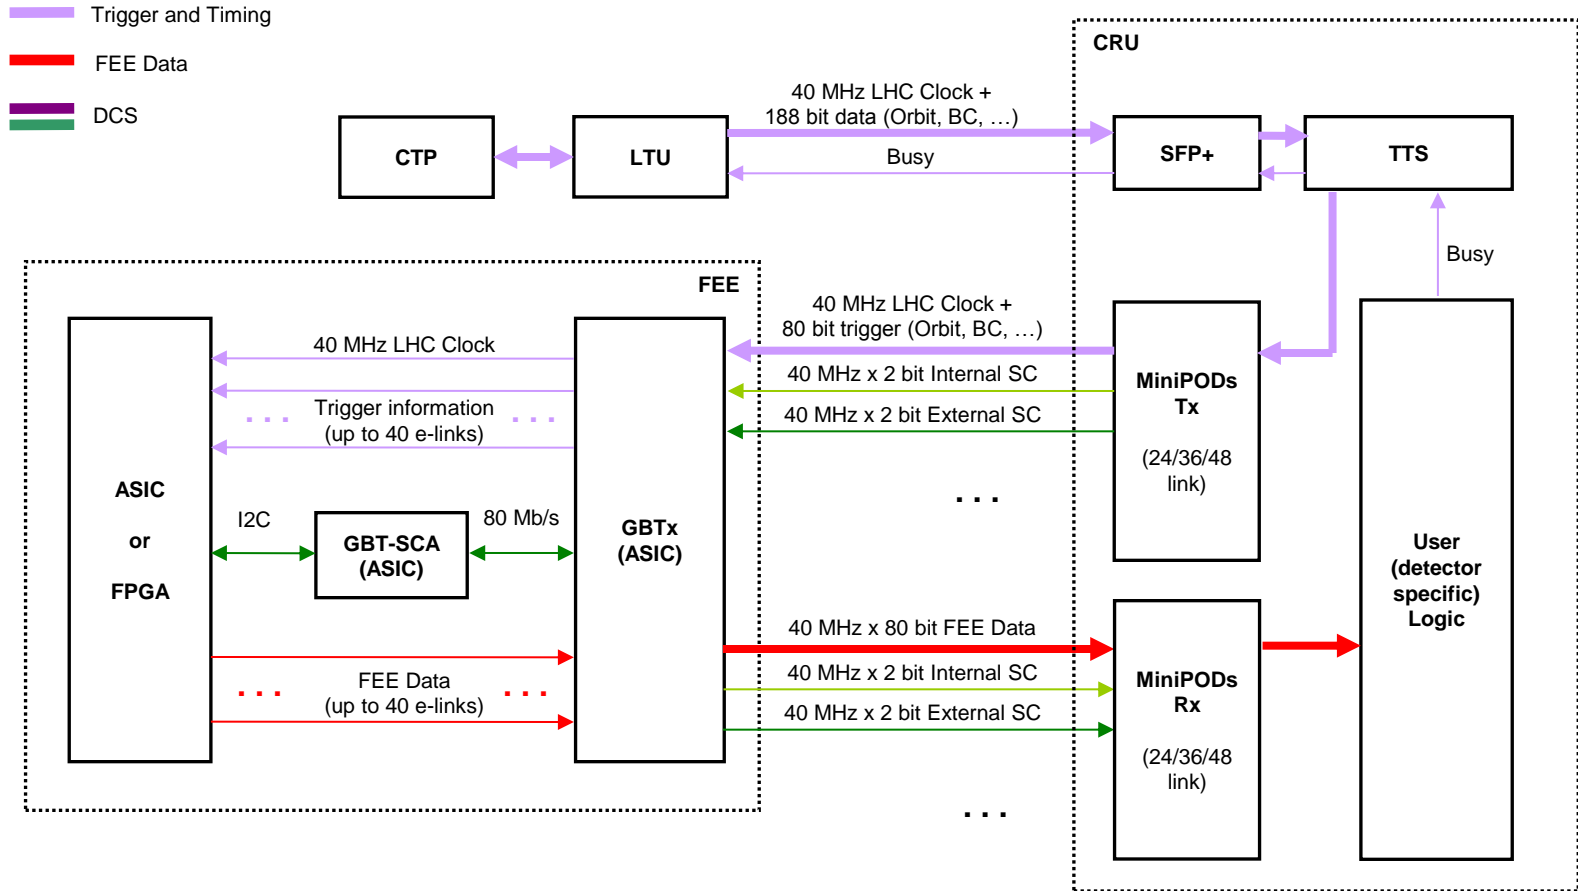 Trigger and Timing
FEE Data
DCS
CRU
40 MHz LHC Clock +
188 bit data (Orbit, BC, …)
CTP
LTU
Busy
SFP+
TTS
Busy
FEE
40 MHz LHC Clock +
80 bit trigger (Orbit, BC, …)
40 MHz LHC Clock
40 MHz x 2 bit Internal SC
Trigger information
(up to 40 e-links)
. . .
. . .
40 MHz x 2 bit External SC
MiniPODs
Tx
(24/36/48
link)
. . .
ASIC
or
FPGA
I2C
GBT-SCA
(ASIC)
80 Mb/s
GBTx
(ASIC)
User
(detector
specific)
Logic
40 MHz x 80 bit FEE Data
40 MHz x 2 bit Internal SC
40 MHz x 2 bit External SC
FEE Data
(up to 40 e-links)
. . .
. . .
MiniPODs
Rx
(24/36/48
link)
. . .